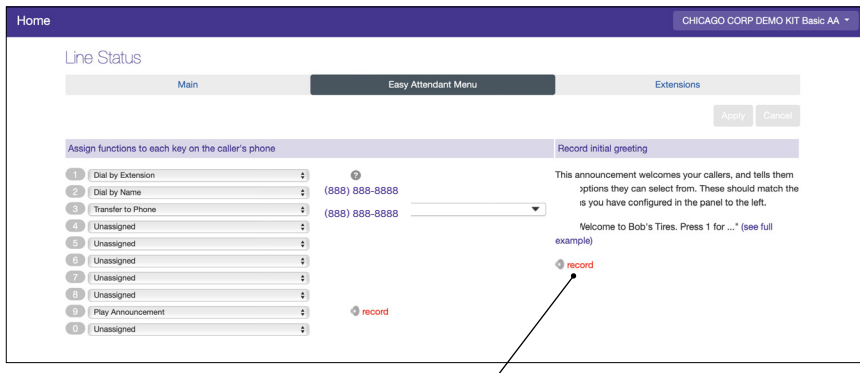 Home
CHICAGO CORP DEMO KIT Basic AA
Line Status
Main
Easy Attendant Menu
Extensions
Apply
Cancel
Assign functions to each key on the caller's phone
Record initial greeting
1 Dial by Extension ?
2 Dial by Name (888) 888-8888
3 Transfer to Phone (888) 888-8888
4 Unassigned
5 Unassigned
6 Unassigned
7 Unassigned
8 Unassigned
9 Play Announcement record
0 Unassigned
This announcement welcomes your callers, and tells them
options they can select from. These should match the
you have configured in the panel to the left.
Welcome to Bob's Tires. Press 1 for ..." (see full
example)
record